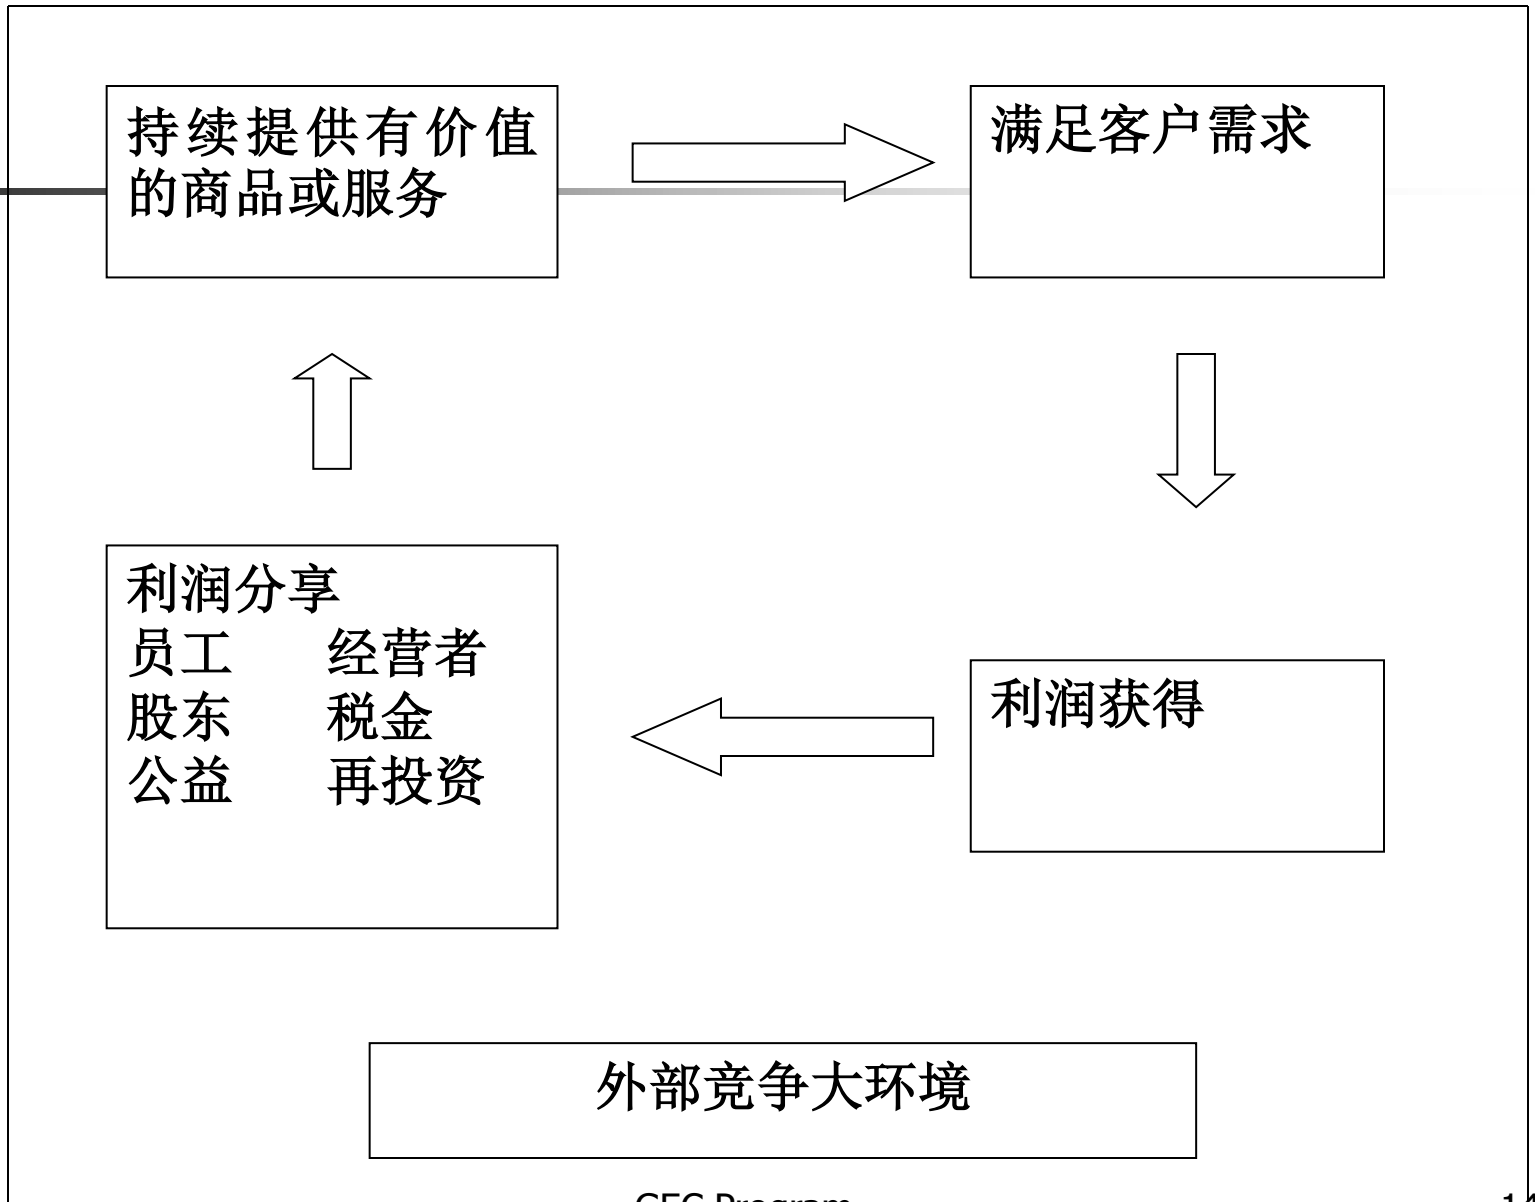 持续提供有价值
的商品或服务
满足客户需求
利润分享
员工 经营者
股东 税金
公益 再投资
利润获得
外部竞争大环境
Program